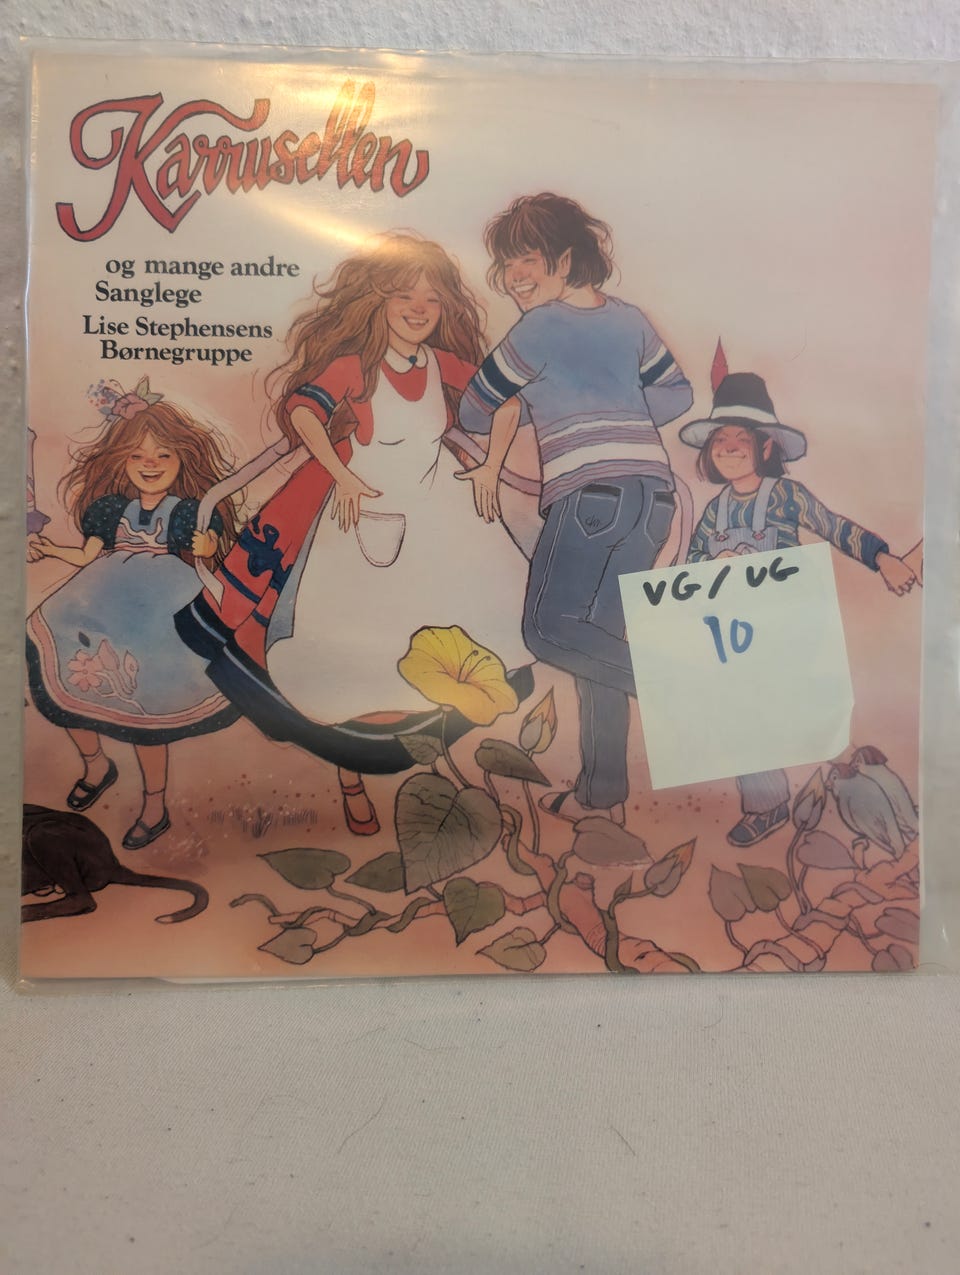 Karrusellen
og mange andre
Sanglege
Lise Stephensens
Børnegruppe
VG/VG
10